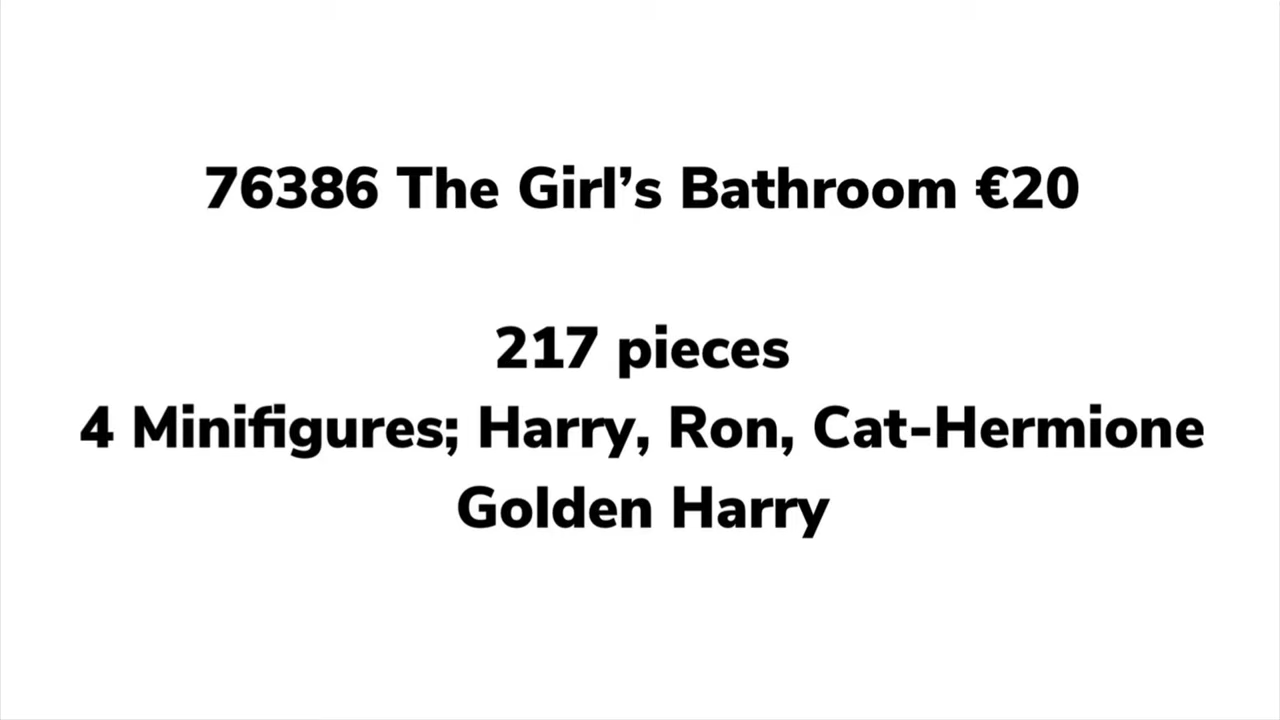 76386 The Girl’s Bathroom €20
217 pieces
4 Minifigures; Harry, Ron, Cat-Hermione
Golden Harry